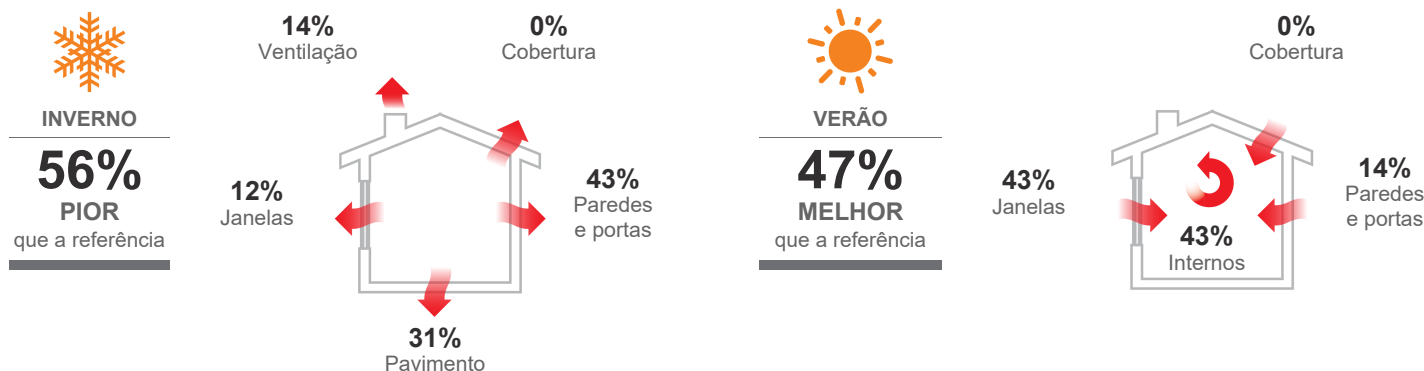 INVERNO
56%
PIOR
que a referência
14%
Ventilação
0%
Cobertura
12%
Janelas
43%
Paredes
e portas
31%
Pavimento
VERÃO
47%
MELHOR
que a referência
0%
Cobertura
43%
Janelas
14%
Paredes
e portas
43%
Internos